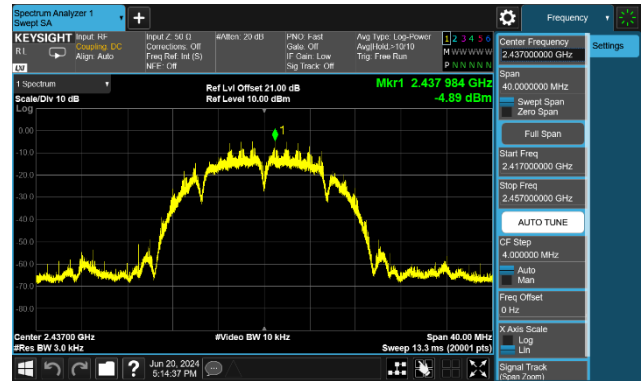 Spectrum Analyzer 1
Swept SA
+
Frequency
KEYSIGHT
RL
Input: RF
Coupling: DC
Align: Auto
Input Z: 50 Ω
Corrections: Off
Freq Ref: Int (S)
NFE: Off
#Atten: 20 dB
PNO: Fast
Gate: Off
IF Gain: Low
Sig Track: Off
Avg Type: Log-Power
Avg|Hold:>10/10
Trig: Free Run
1 2 3 4 5 6
M W W W W W
P N N N N N
LW
1 Spectrum
Scale/Div 10 dB
Log
Ref Lvl Offset 21.00 dB
Ref Level 10.00 dBm
Mkr1 2.437 984 GHz
-4.89 dBm
1
0.00
-10.0
-20.0
-30.0
-40.0
-50.0
-60.0
-70.0
-80.0
Center 2.43700 GHz
#Res BW 3.0 kHz
#Video BW 10 kHz
Span 40.00 MHz
Sweep 13.3 ms (20001 pts)
Jun 20, 2024
5:14:37 PM
?
Center Frequency
2.437000000 GHz
Settings
Span
40.0000000 MHz
Swept Span
Zero Span
Full Span
Start Freq
2.417000000 GHz
Stop Freq
2.457000000 GHz
AUTO TUNE
CF Step
4.000000 MHz
Auto
Man
Freq Offset
0 Hz
X Axis Scale
Log
Lin
Signal Track
(Span Zoom)